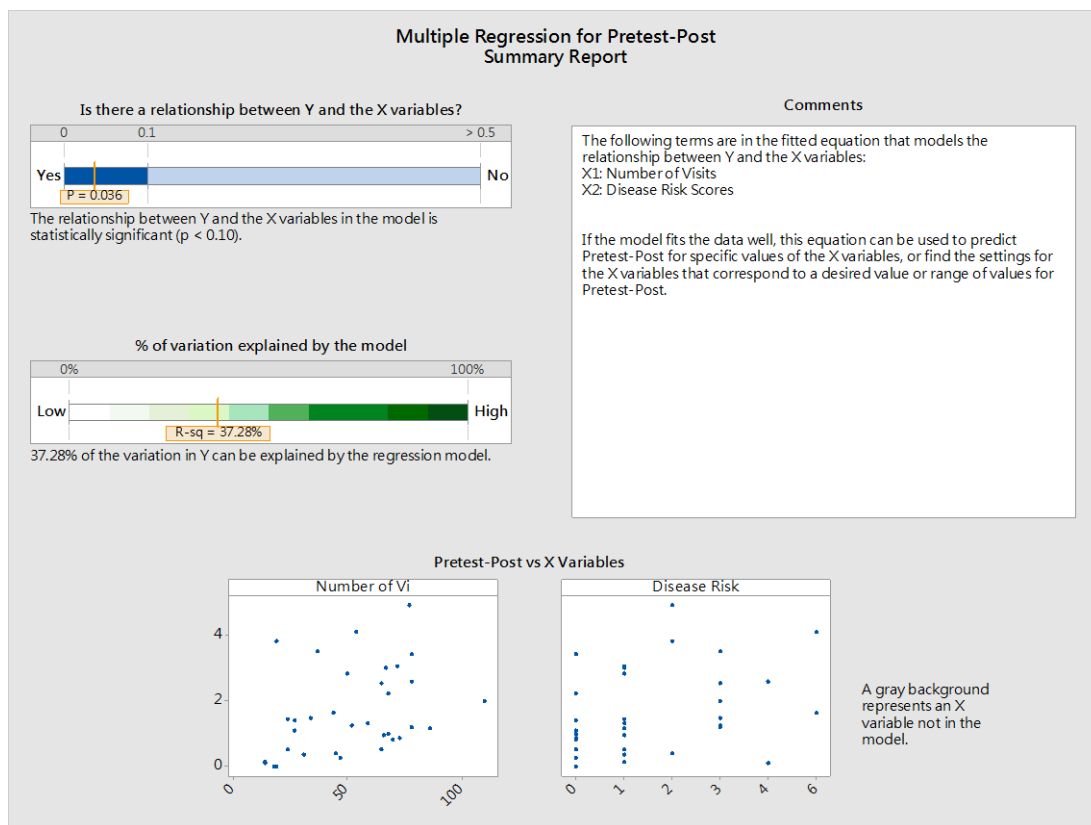 Multiple Regression for Pretest-Post
Summary Report
Is there a relationship between Y and the X variables?
0 0.1 > 0.5
Yes No
P = 0.036
The relationship between Y and the X variables in the model is
statistically significant (p < 0.10).
% of variation explained by the model
0% 100%
Low High
R-sq = 37.28%
37.28% of the variation in Y can be explained by the regression model.
Comments
The following terms are in the fitted equation that models the
relationship between Y and the X variables:
X1: Number of Visits
X2: Disease Risk Scores
If the model fits the data well, this equation can be used to predict
Pretest-Post for specific values of the X variables, or find the settings for
the X variables that correspond to a desired value or range of values for
Pretest-Post.
Pretest-Post vs X Variables
Number of Vi Disease Risk
4
2
0
0 50 100 0 1 2 3 4 6
A gray background
represents an X
variable not in the
model.